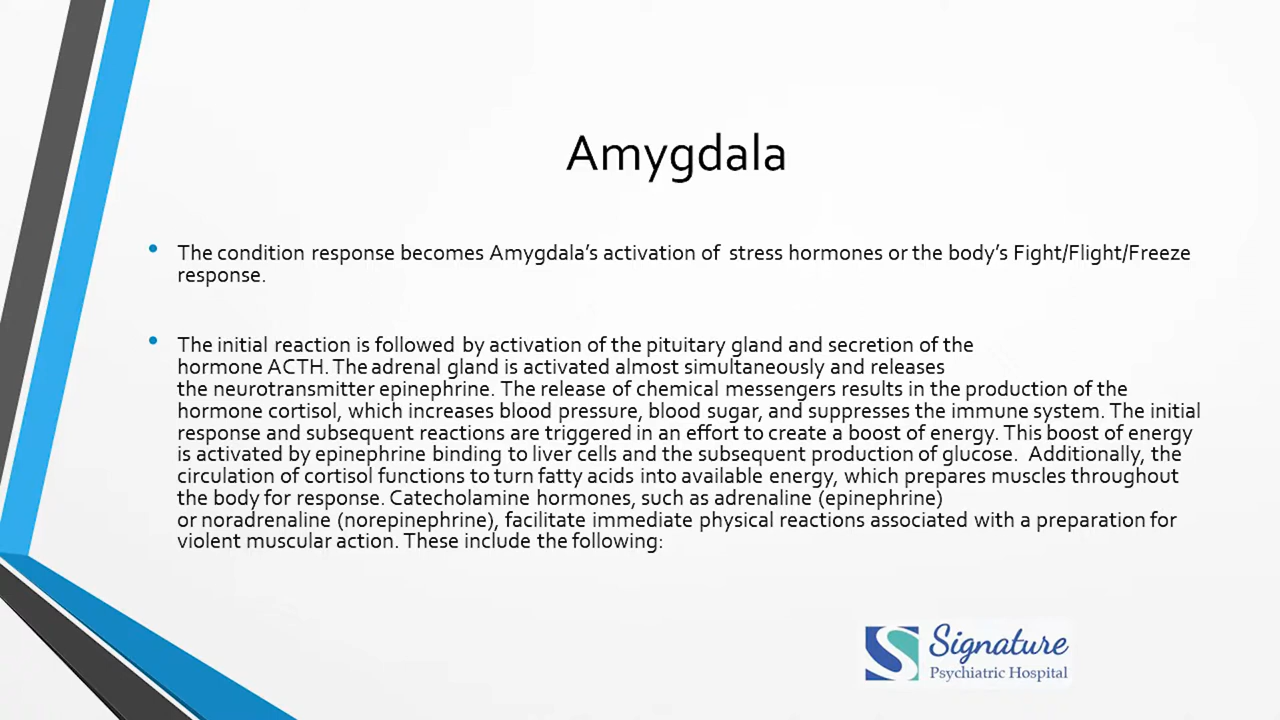 Amygdala
The condition response becomes Amygdala's activation of stress hormones or the body's Fight/Flight/Freeze
response.
The initial reaction is followed by activation of the pituitary gland and secretion of the
hormone ACTH. The adrenal gland is activated almost simultaneously and releases
the neurotransmitter epinephrine. The release of chemical messengers results in the production of the
hormone cortisol, which increases blood pressure, blood sugar, and suppresses the immune system. The initial
response and subsequent reactions are triggered in an effort to create a boost of energy. This boost of energy
is activated by epinephrine binding to liver cells and the subsequent production of glucose. Additionally, the
circulation of cortisol functions to turn fatty acids into available energy, which prepares muscles throughout
the body for response. Catecholamine hormones, such as adrenaline (epinephrine)
or noradrenaline (norepinephrine), facilitate immediate physical reactions associated with a preparation for
violent muscular action. These include the following:
Signature
Psychiatric Hospital